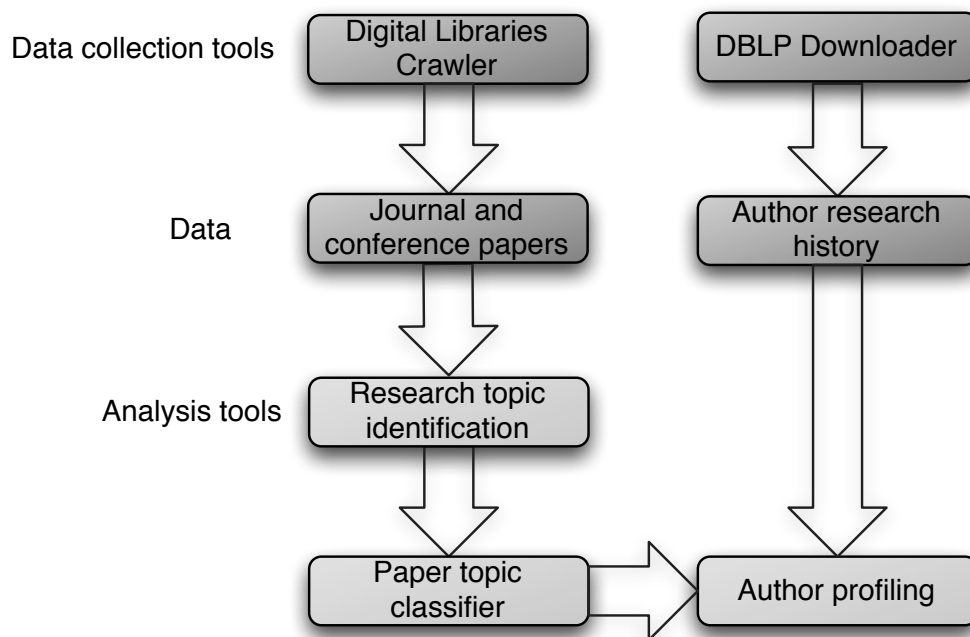 Data collection tools
Digital Libraries
Crawler
DBLP Downloader
Data
Journal and
conference papers
Author research
history
Analysis tools
Research topic
identification
Paper topic
classifier
Author profiling